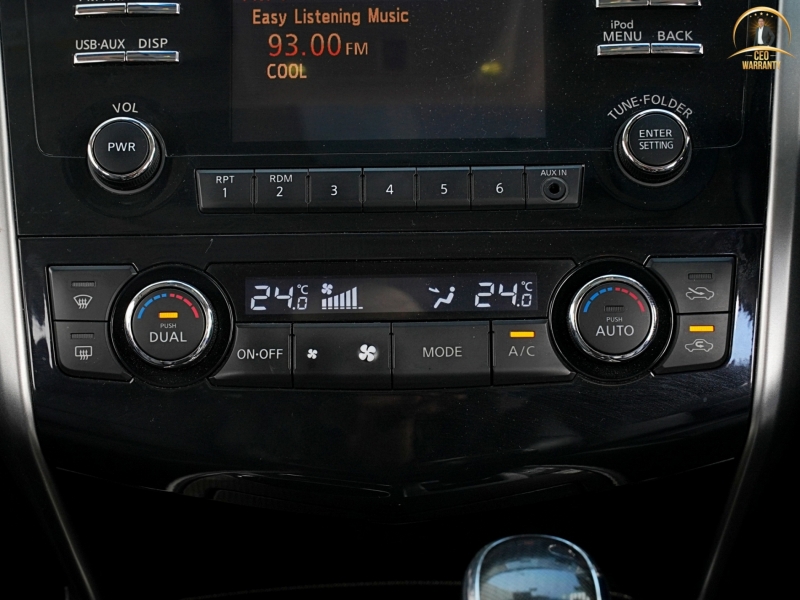 Easy Listening Music
93.00 FM
COOL
USB·AUX DISP
iPod
MENU BACK
VOL
PWR
TUNE·FOLDER
ENTER
SETTING
RPT
1
RDM
2
3
4
5
6
AUX IN
24.0°C
24.0°C
PUSH
DUAL
PUSH
AUTO
ON·OFF
MODE
A/C
CEO
WARRANTY